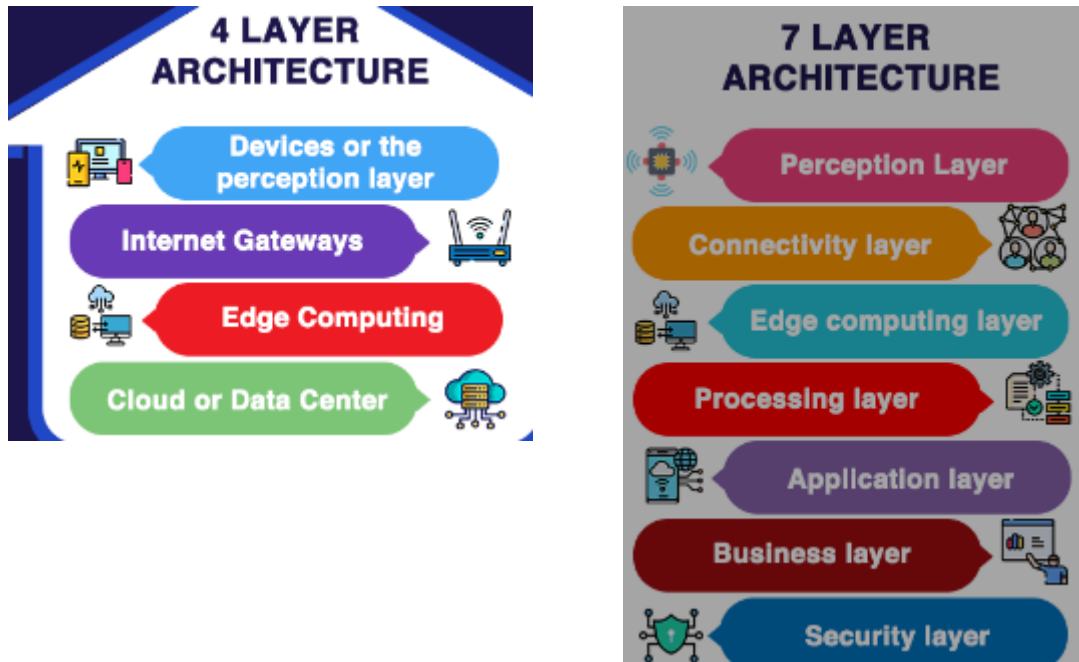 4 LAYER
ARCHITECTURE
Devices or the
perception layer
Internet Gateways
Edge Computing
Cloud or Data Center
7 LAYER
ARCHITECTURE
Perception Layer
Connectivity layer
Edge computing layer
Processing layer
Application layer
Business layer
Security layer